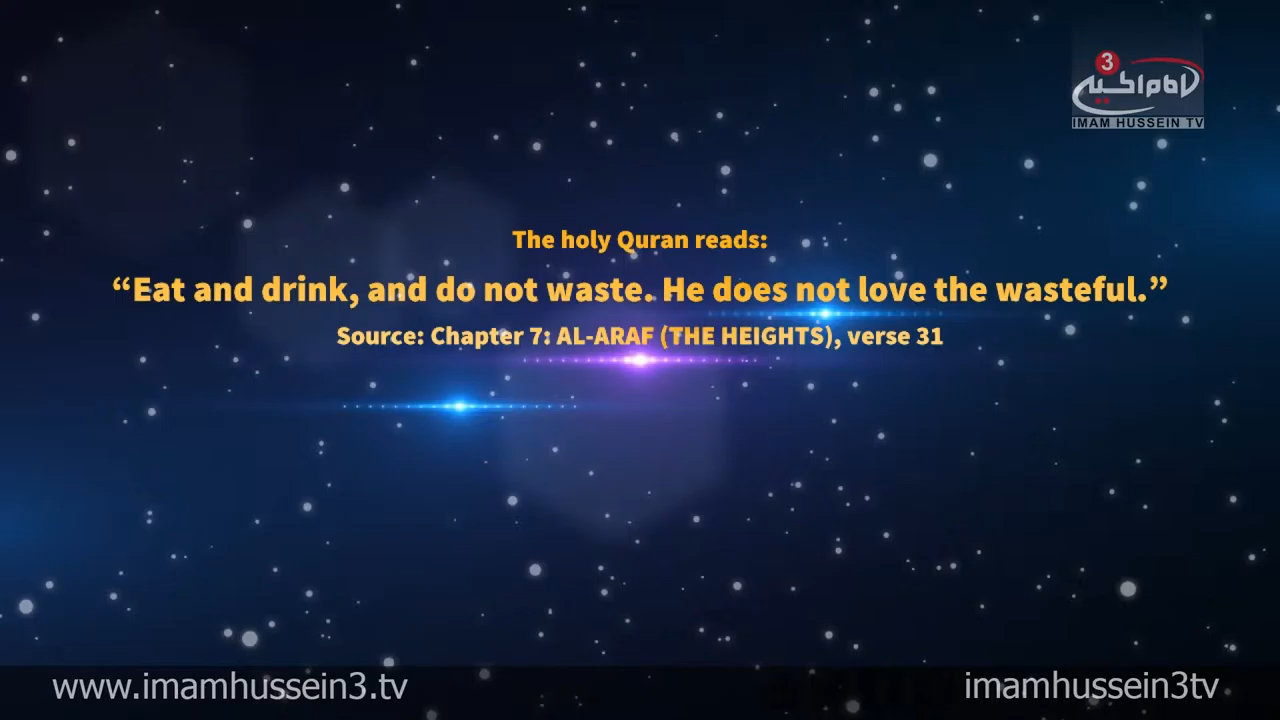 3
IMAM HUSSEIN TV
The holy Quran reads:
“Eat and drink, and do not waste. He does not love the wasteful.”
Source: Chapter 7: AL-ARAF (THE HEIGHTS), verse 31
www.imamhussein3.tv
imamhussein3tv